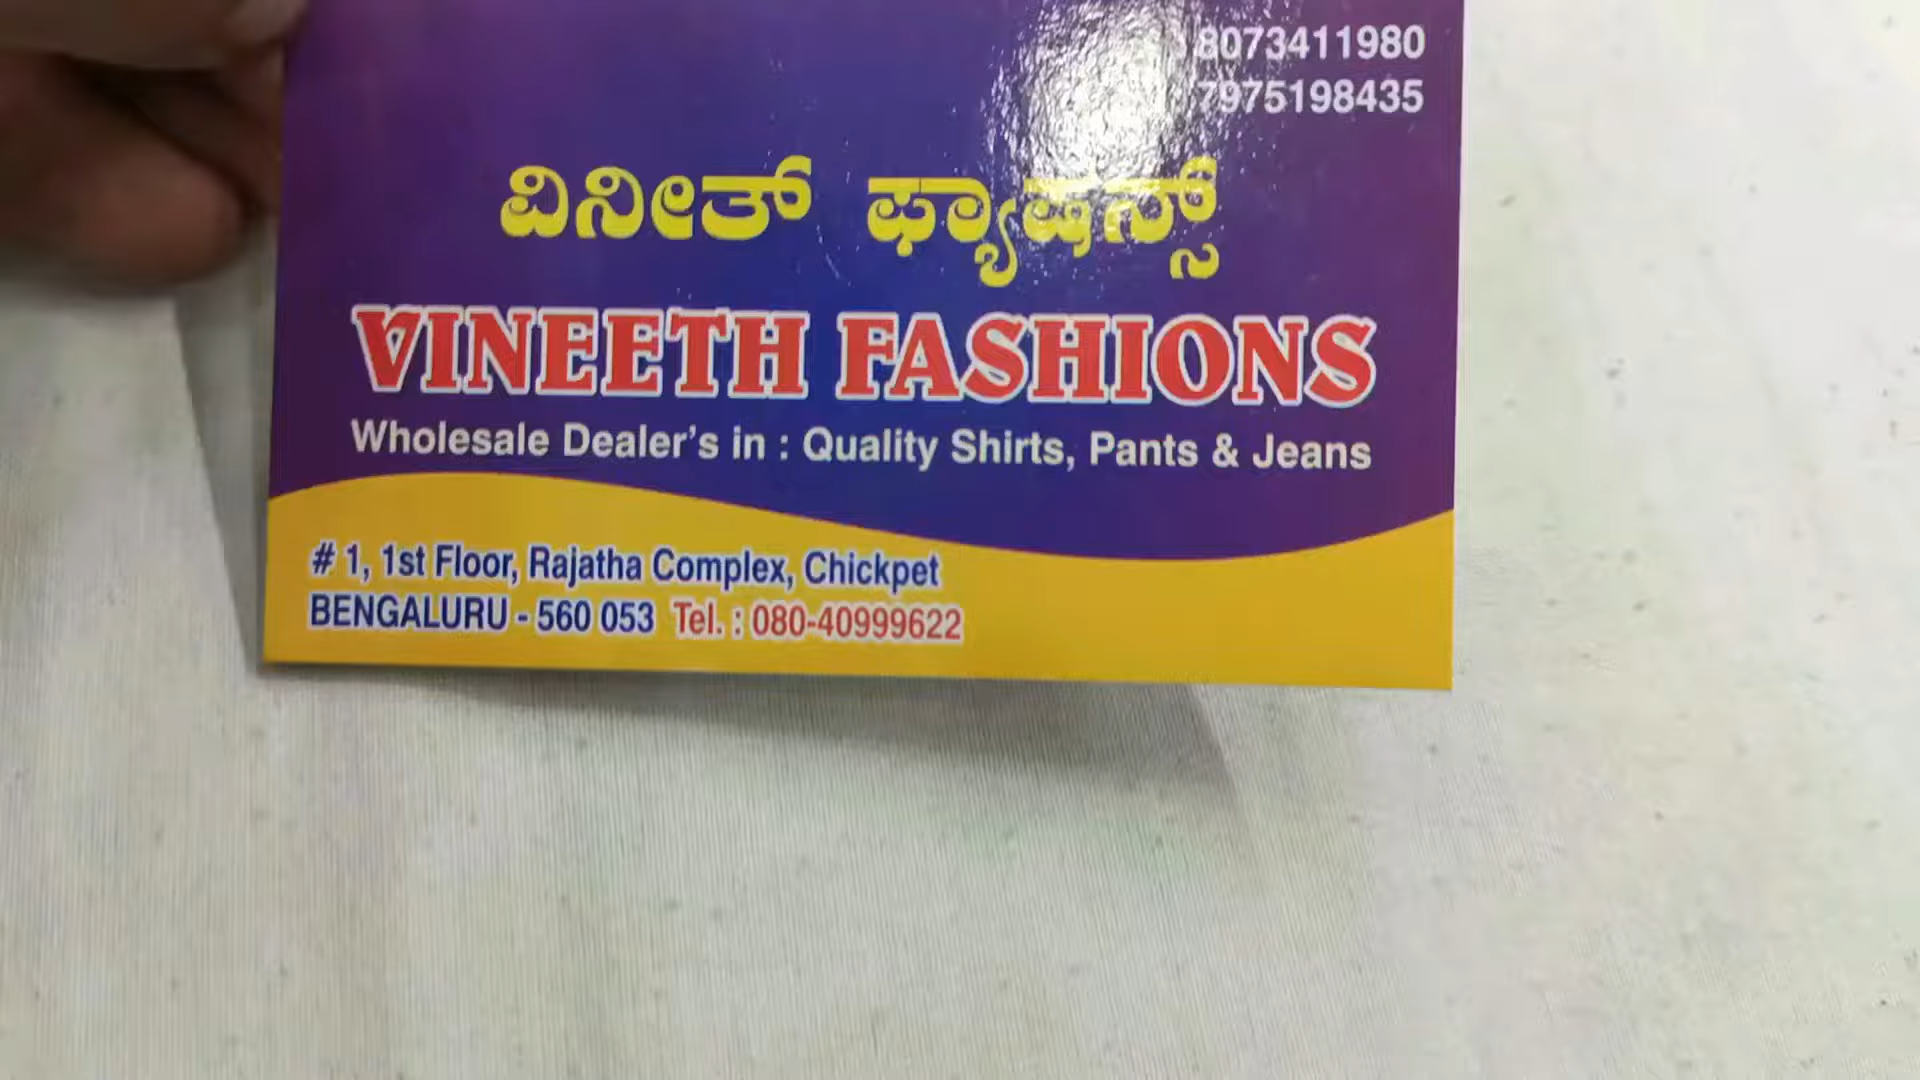 8073411980
7975198435
ವಿನೀತ್ ಫ್ಯಾಷನ್ಸ್
VINEETH FASHIONS
Wholesale Dealer's in : Quality Shirts, Pants & Jeans
# 1, 1st Floor, Rajatha Complex, Chickpet
BENGALURU - 560 053 Tel. : 080-40999622